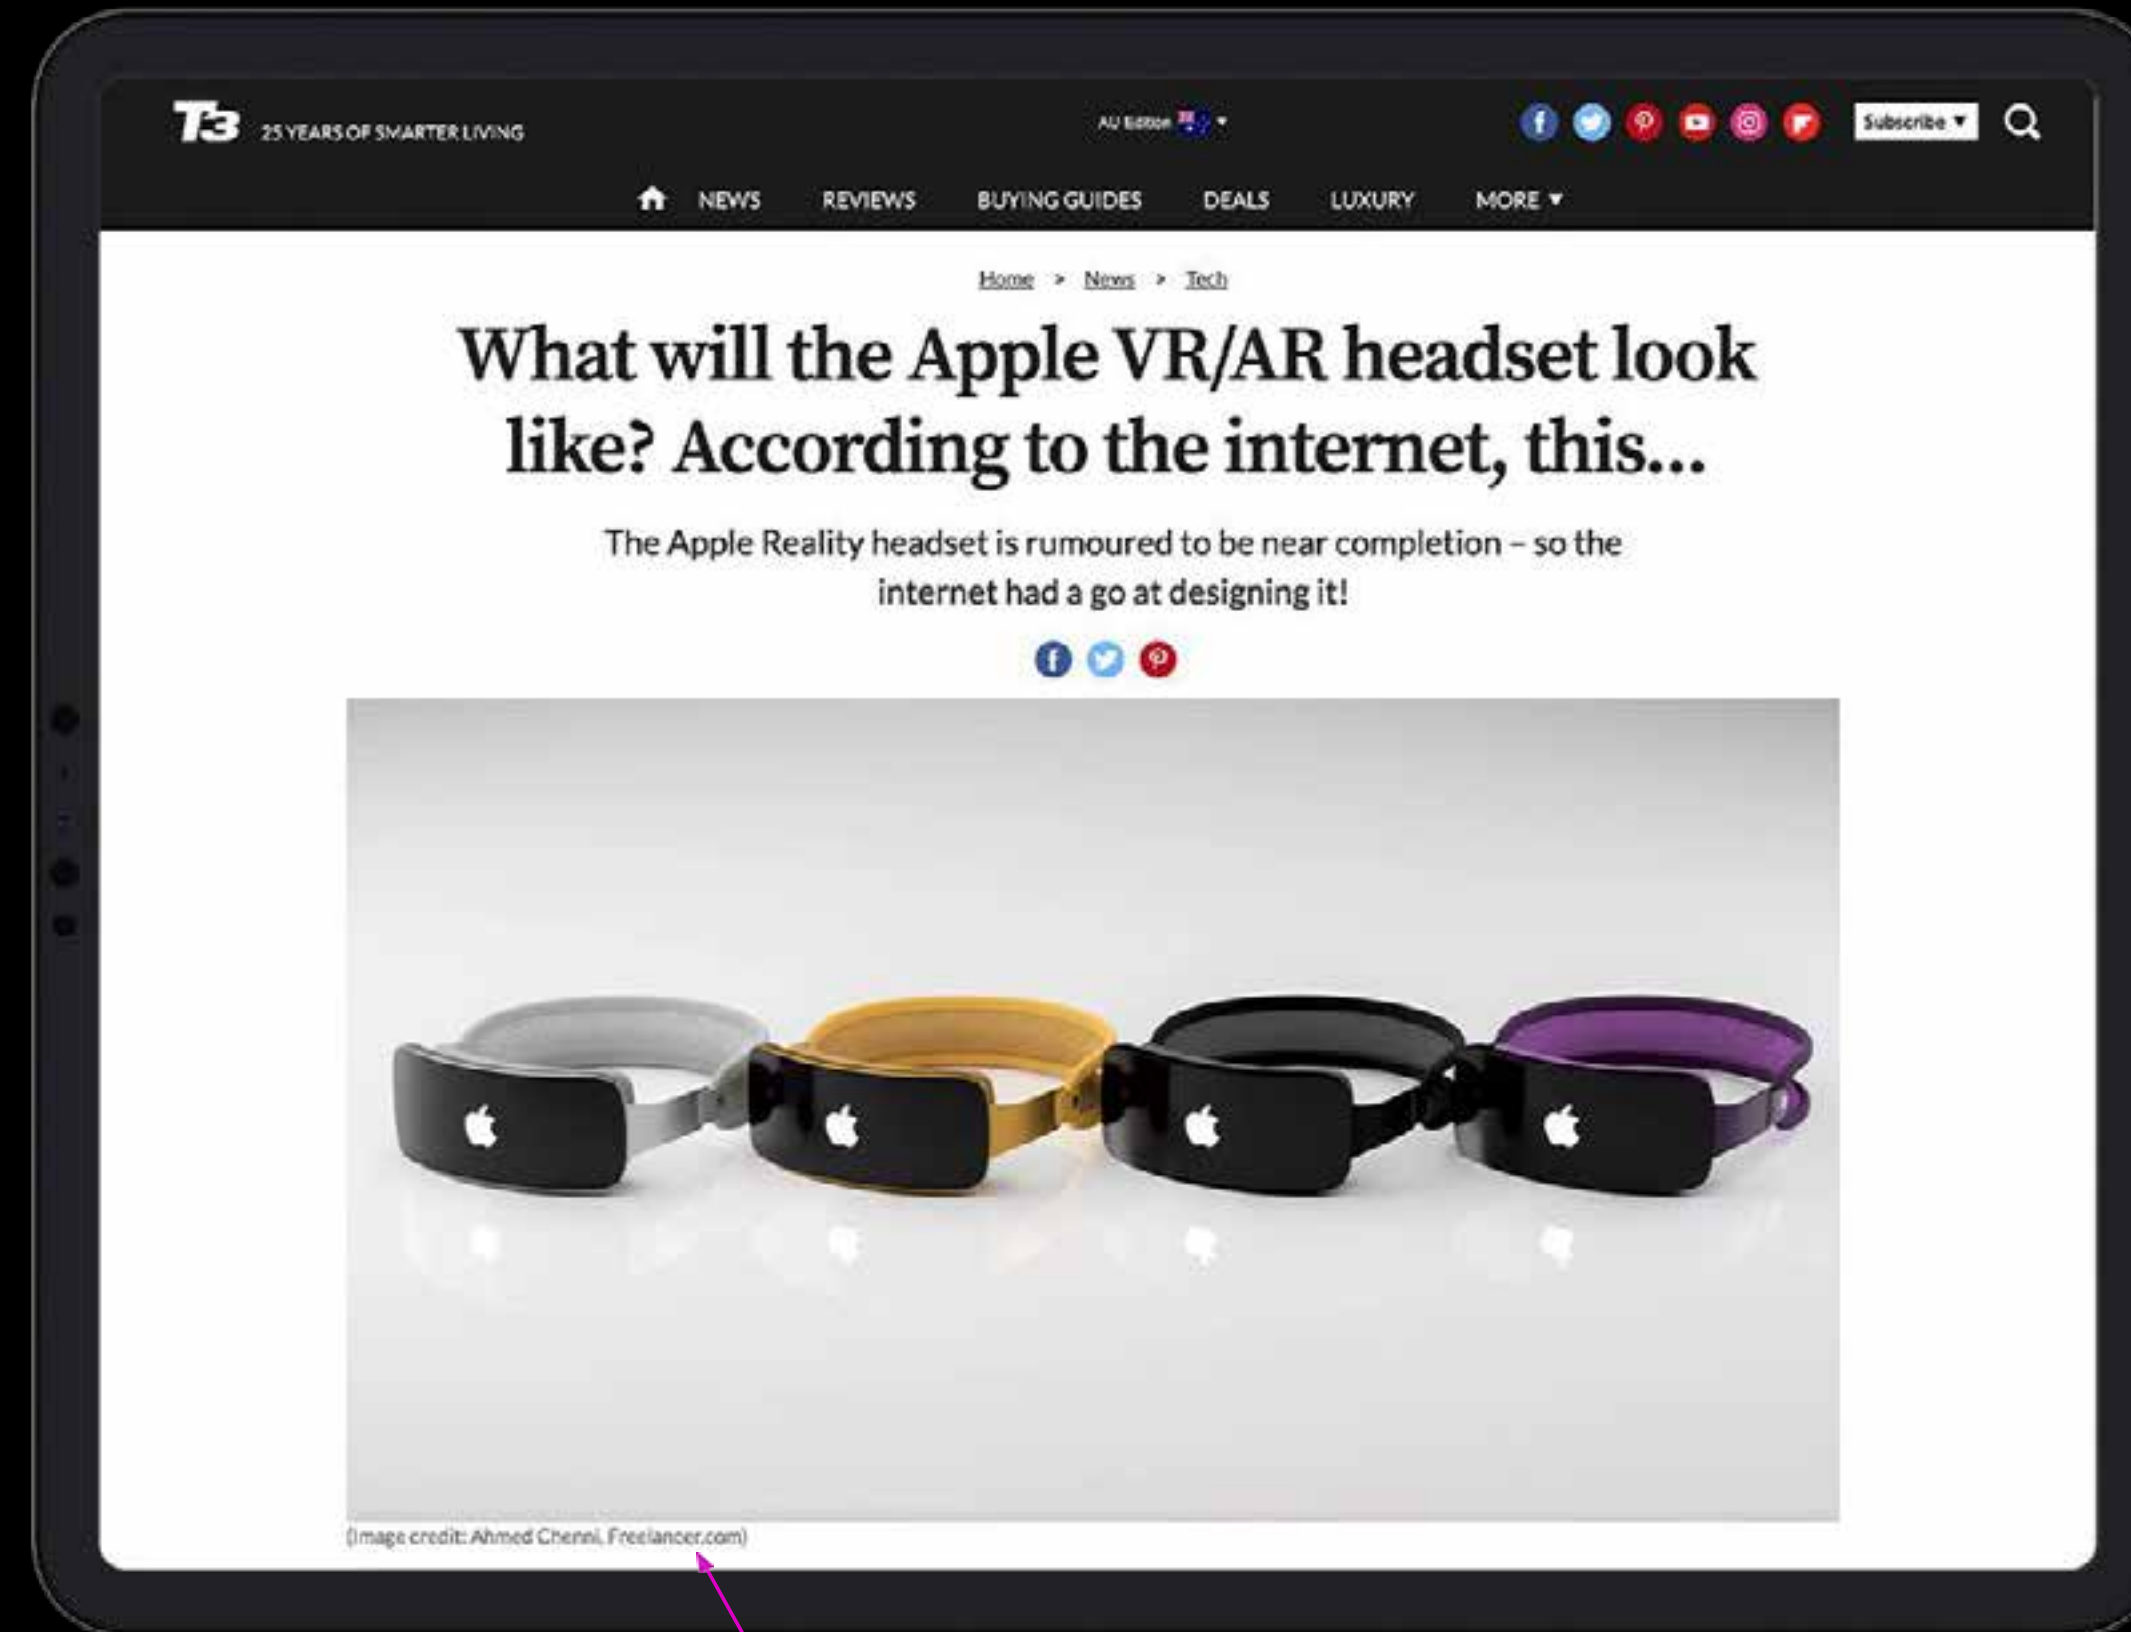 T3 25 YEARS OF SMARTER LIVING
AU Edition
Subscribe
NEWS REVIEWS BUYING GUIDES DEALS LUXURY MORE
Home > News > Tech
What will the Apple VR/AR headset look
like? According to the internet, this...
The Apple Reality headset is rumoured to be near completion – so the
internet had a go at designing it!
(Image credit: Ahmed Chenni, Freelancer.com)